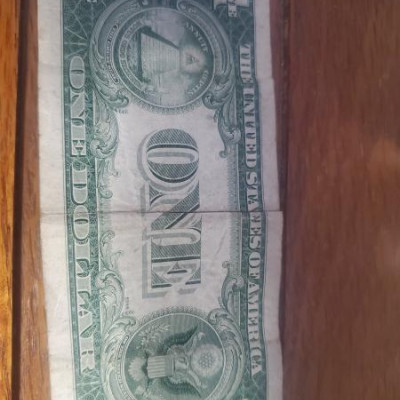 THE UNITED STATES OF AMERICA
ONE
ONE DOLLAR